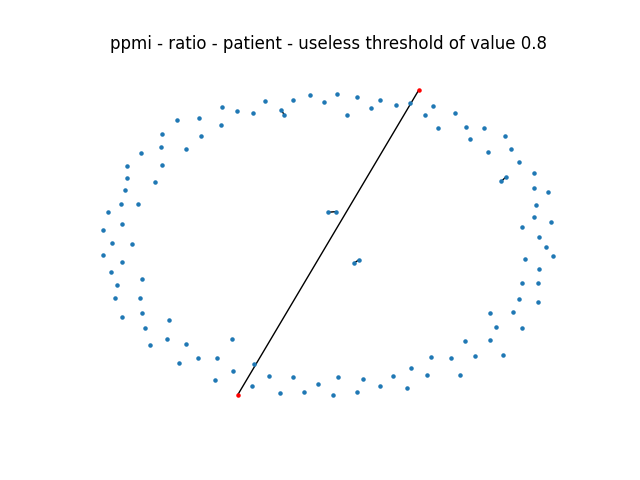 ppmi - ratio - patient - useless threshold of value 0.8